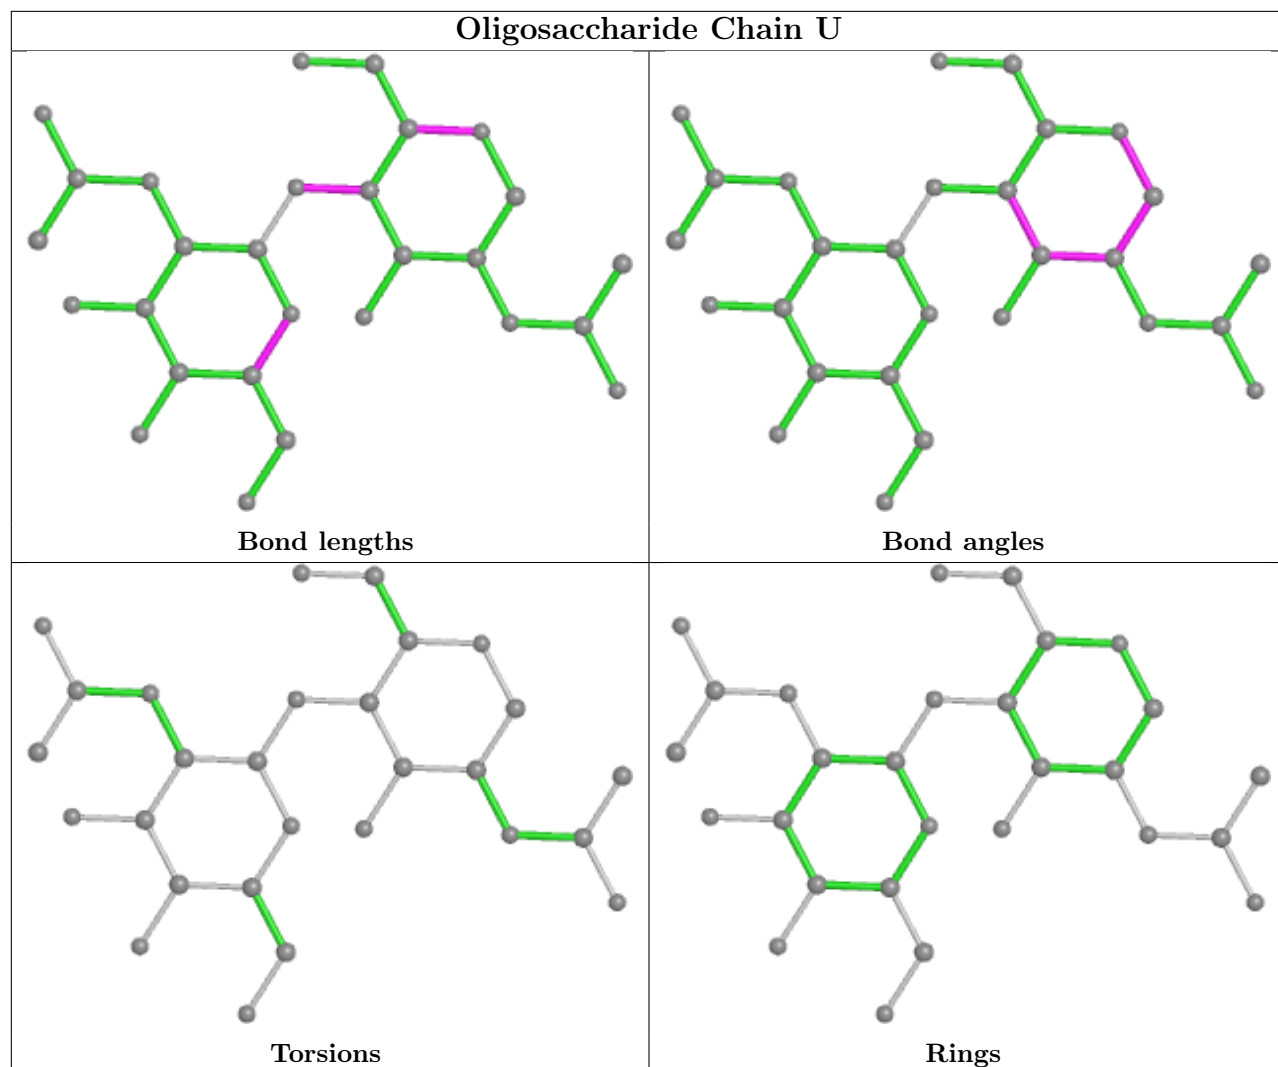 Oligosaccharide Chain U
Bond lengths
Bond angles
Torsions
Rings